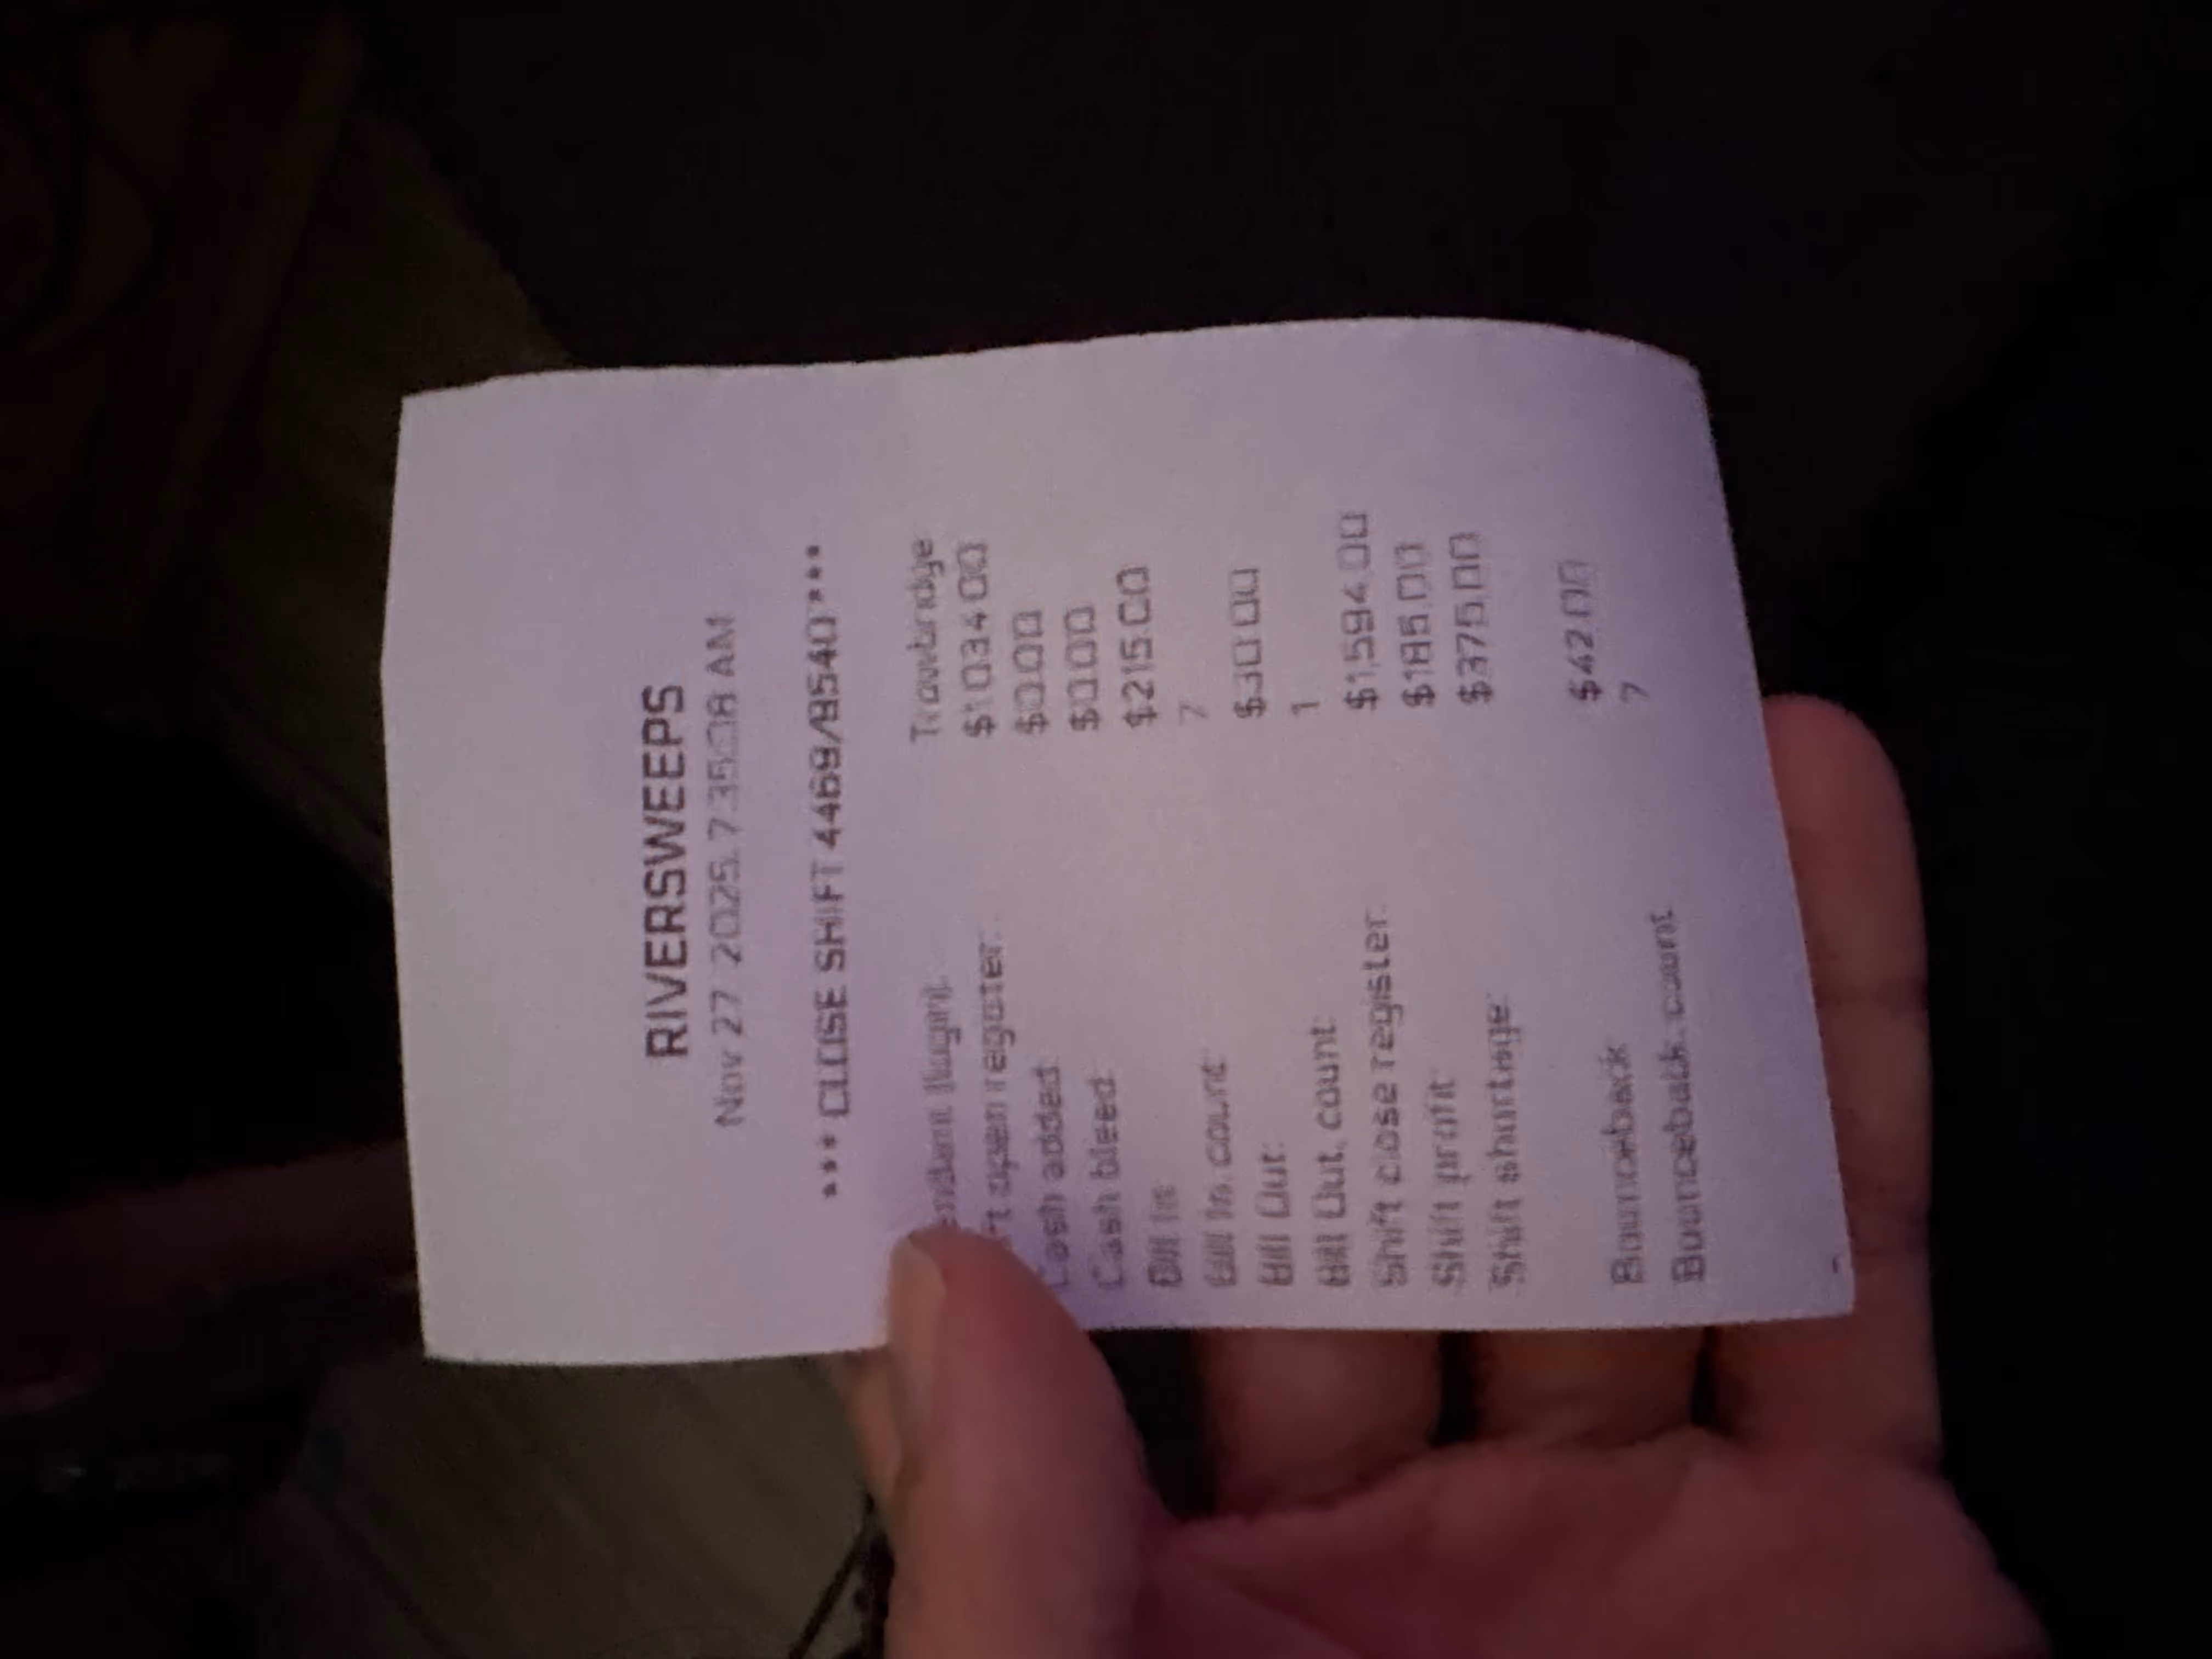 RIVERSWEEPS
Nov 27 2025, 7:35:08 AM
*** CLOSE SHIFT 4469/8540 ***
Trowbridge
open register: $1 034.00
Cash added: $0.00
Cash bleed: $0.00
Bill In: $215.00
Bill In. count: 7
Bill Out: $30.00
Bill Out. count: 1
Shift close register: $1,594.00
Shift profit: $185.00
Shift shortage: $375.00
Bounceback $42.00
Bounceback. count 7